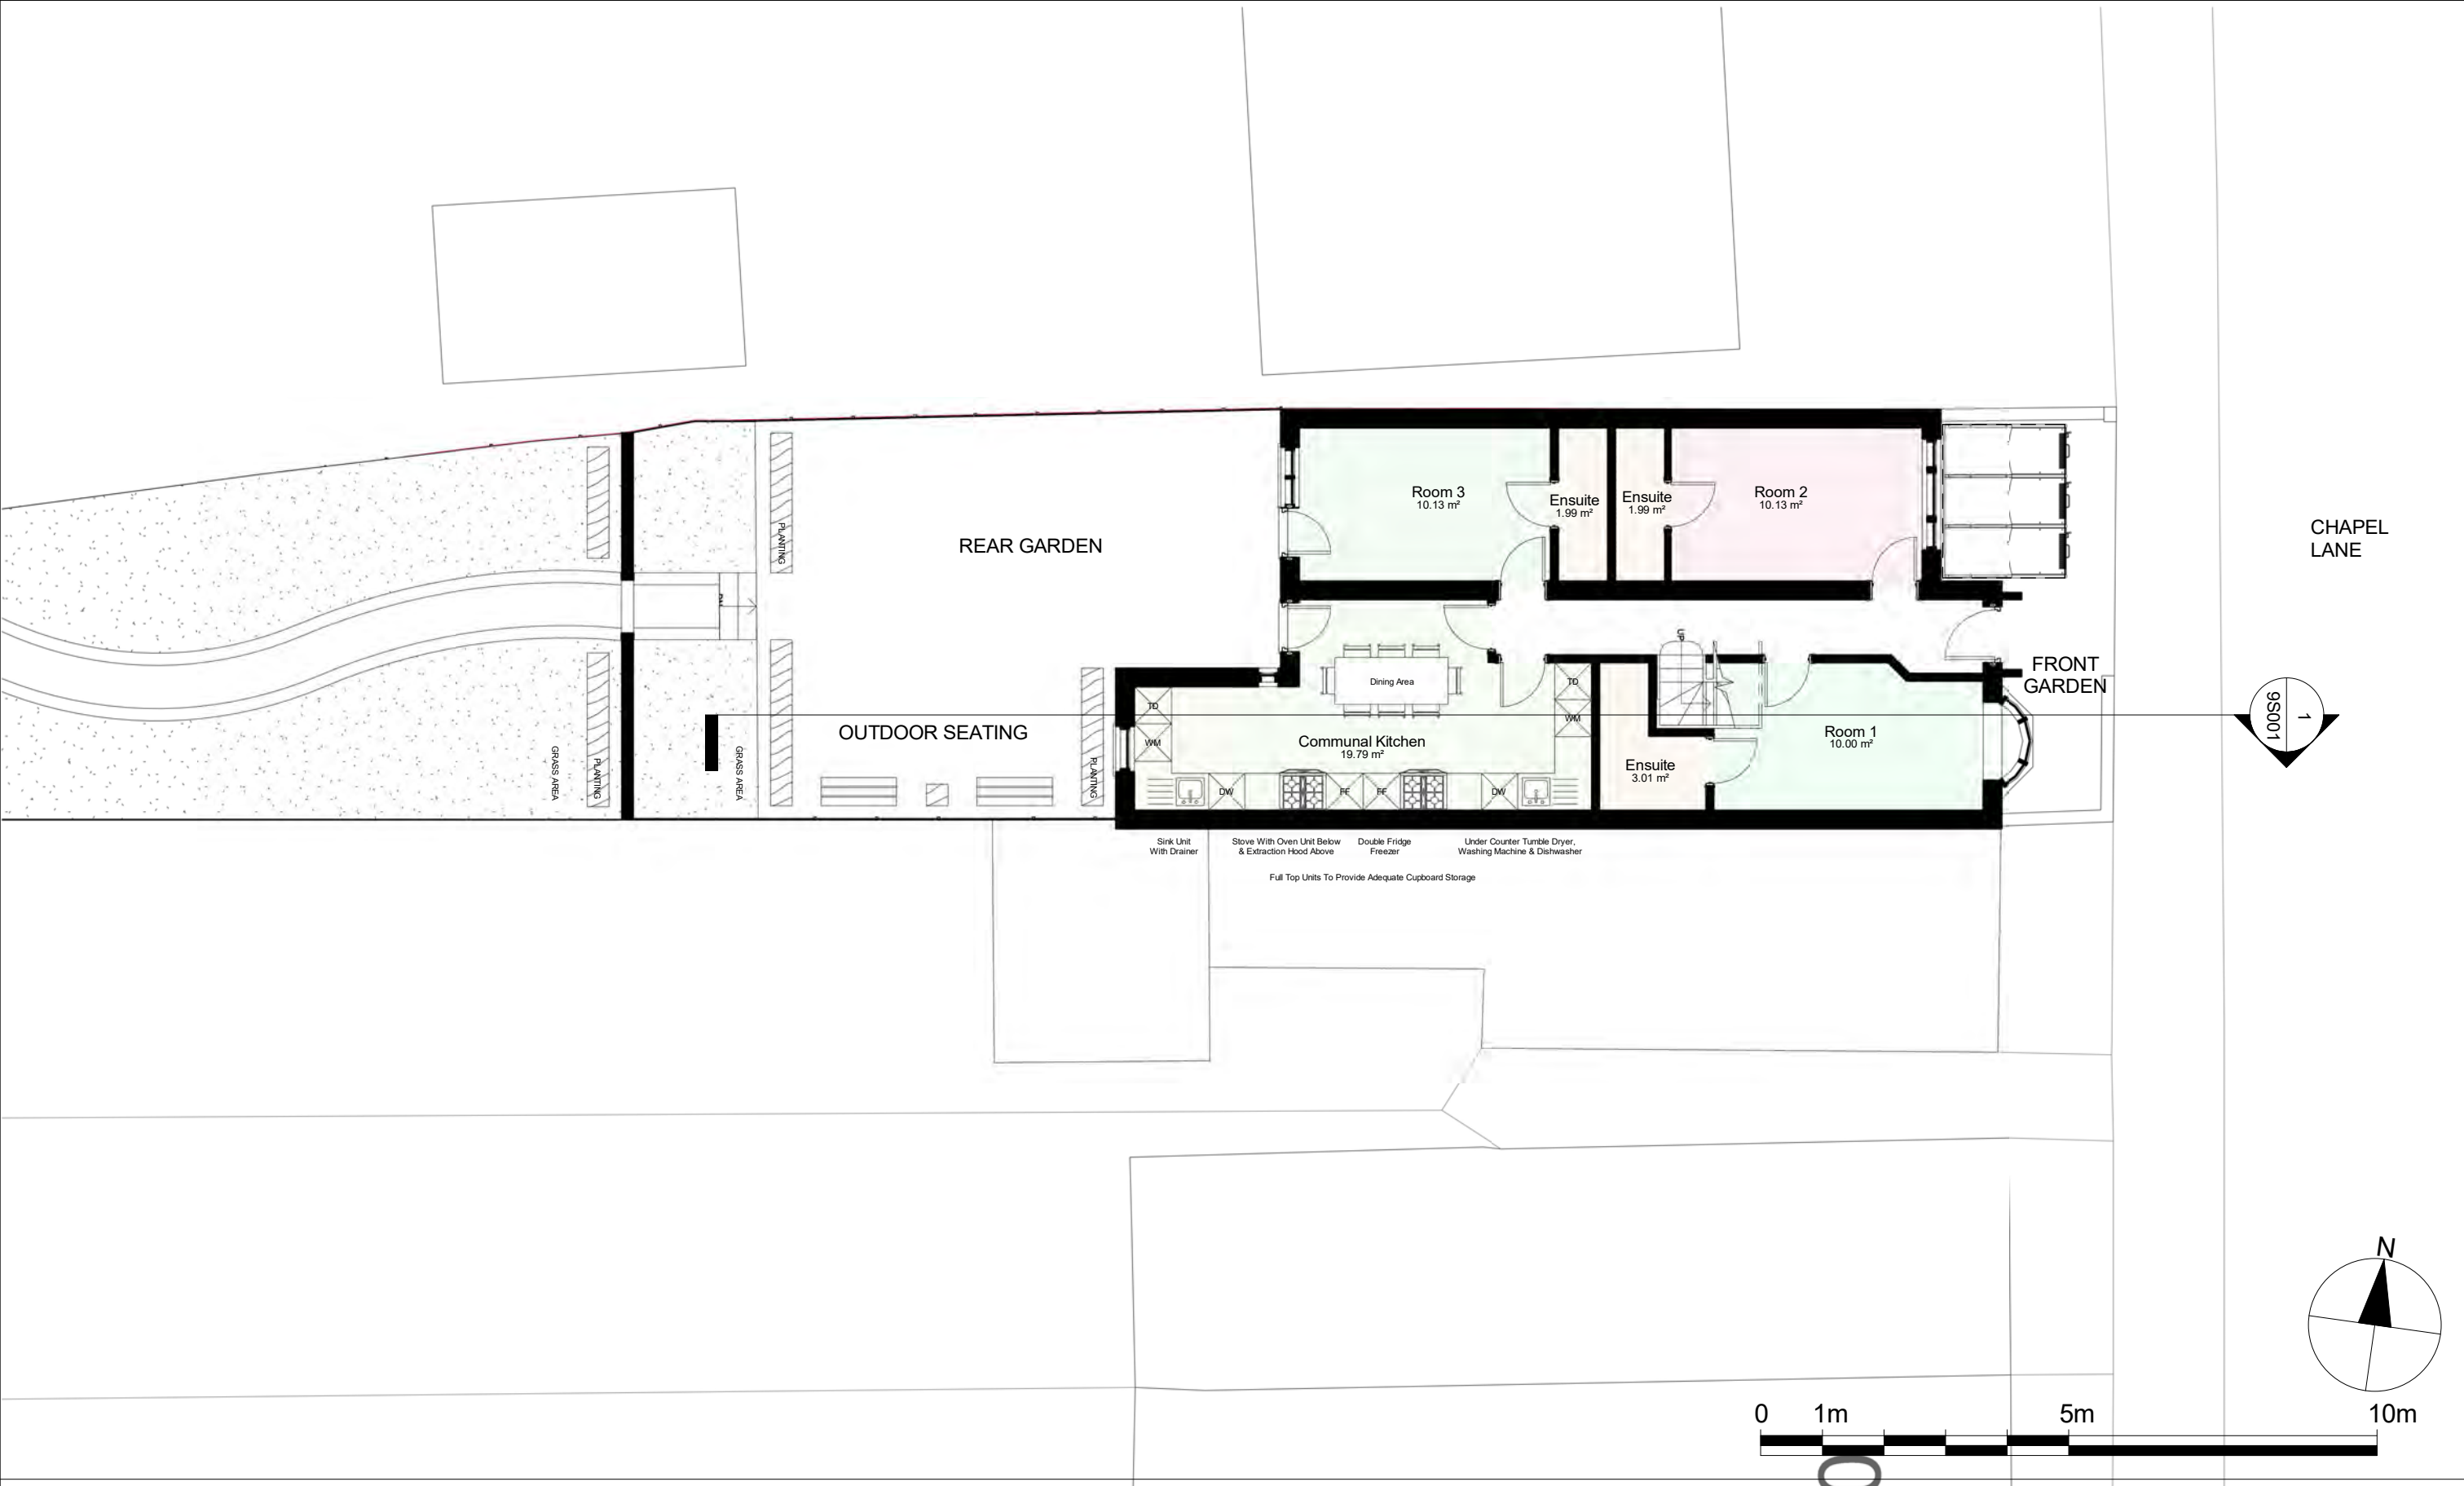 Room 3
10.13 m²
Ensuite
1.99 m²
Ensuite
1.99 m²
Room 2
10.13 m²
CHAPEL
LANE
REAR GARDEN
PLANTING
UP
FRONT
GARDEN
Dining Area
TD
WM
TD
WM
OUTDOOR SEATING
Communal Kitchen
19.79 m²
Room 1
10.00 m²
Ensuite
3.01 m²
1
9S001
GRASS AREA
PLANTING
GRASS AREA
PLANTING
DW
FF
FF
DW
Sink Unit
With Drainer
Stove With Oven Unit Below
& Extraction Hood Above
Double Fridge
Freezer
Under Counter Tumble Dryer,
Washing Machine & Dishwasher
Full Top Units To Provide Adequate Cupboard Storage
N
0 1m 5m 10m